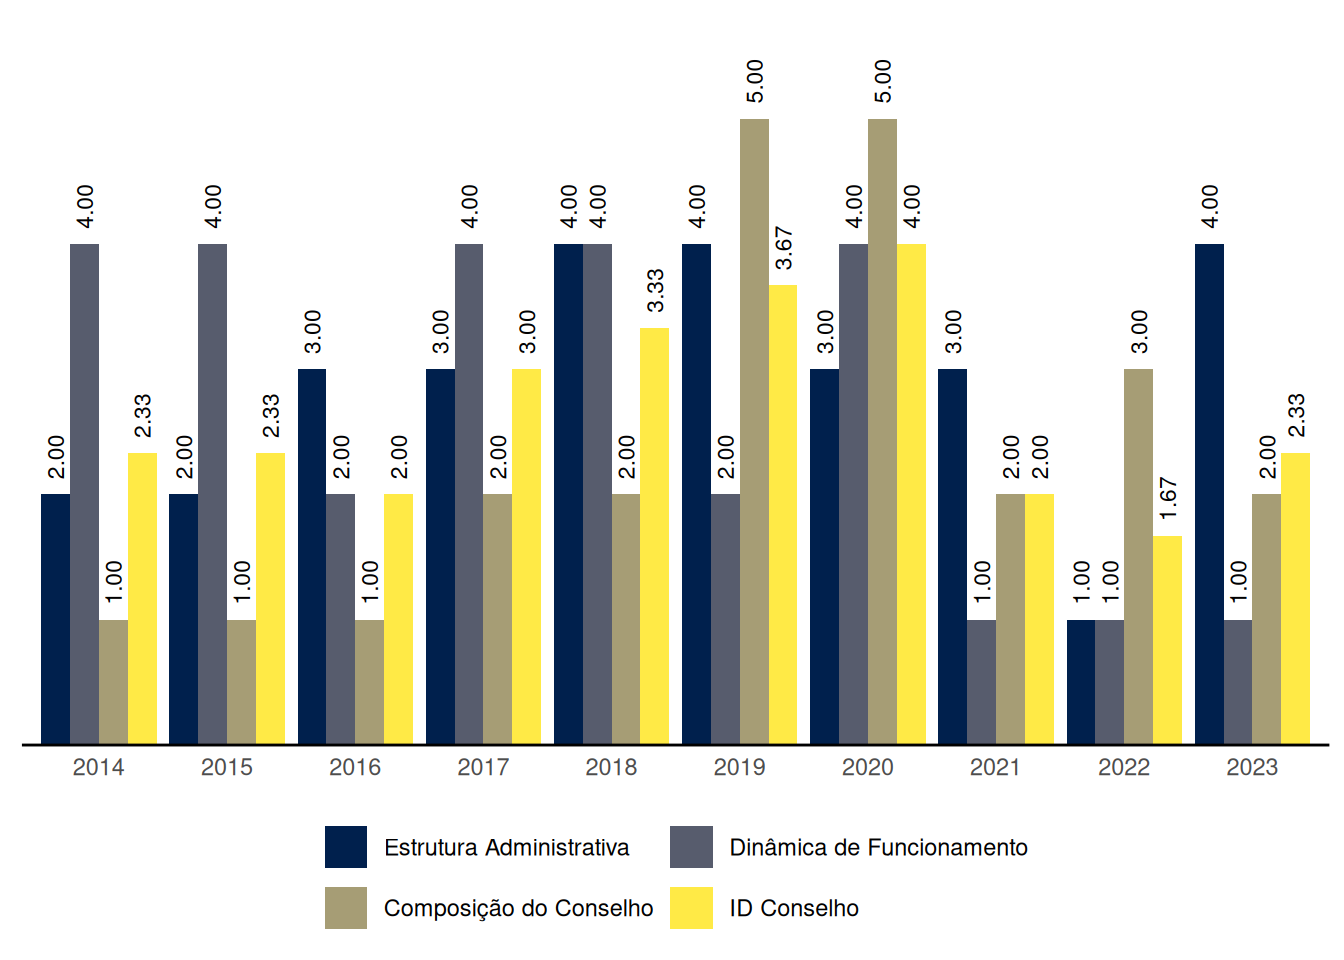 5.00 5.00
4.00 4.00 4.00 4.00 4.00 4.00 4.00 4.00 4.00
3.67
3.33
3.00 3.00 3.00 3.00 3.00 3.00
2.33 2.33 2.33
2.00 2.00 2.00 2.00 2.00 2.00 2.00 2.00 2.00 2.00
1.67
1.00 1.00 1.00 1.00 1.00 1.00 1.00
2014 2015 2016 2017 2018 2019 2020 2021 2022 2023
Estrutura Administrativa Dinâmica de Funcionamento
Composição do Conselho ID Conselho